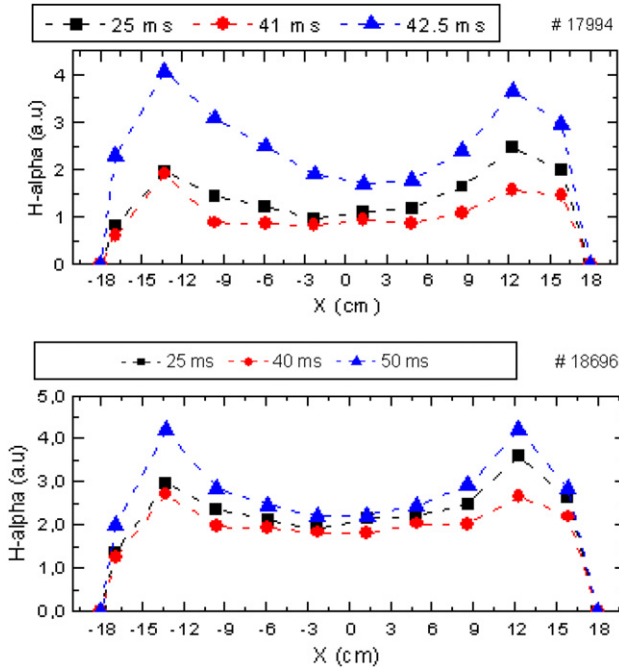 25 ms 41 ms 42.5 ms # 17994
4
3
2
1
0
H-alpha (a.u)
-18 -15 -12 -9 -6 -3 0 3 6 9 12 15 18
X (cm)
25 ms 40 ms 50 ms # 18696
5,0
4,0
3,0
2,0
1,0
0,0
H-alpha (a.u)
-18 -15 -12 -9 -6 -3 0 3 6 9 12 15 18
X (cm)